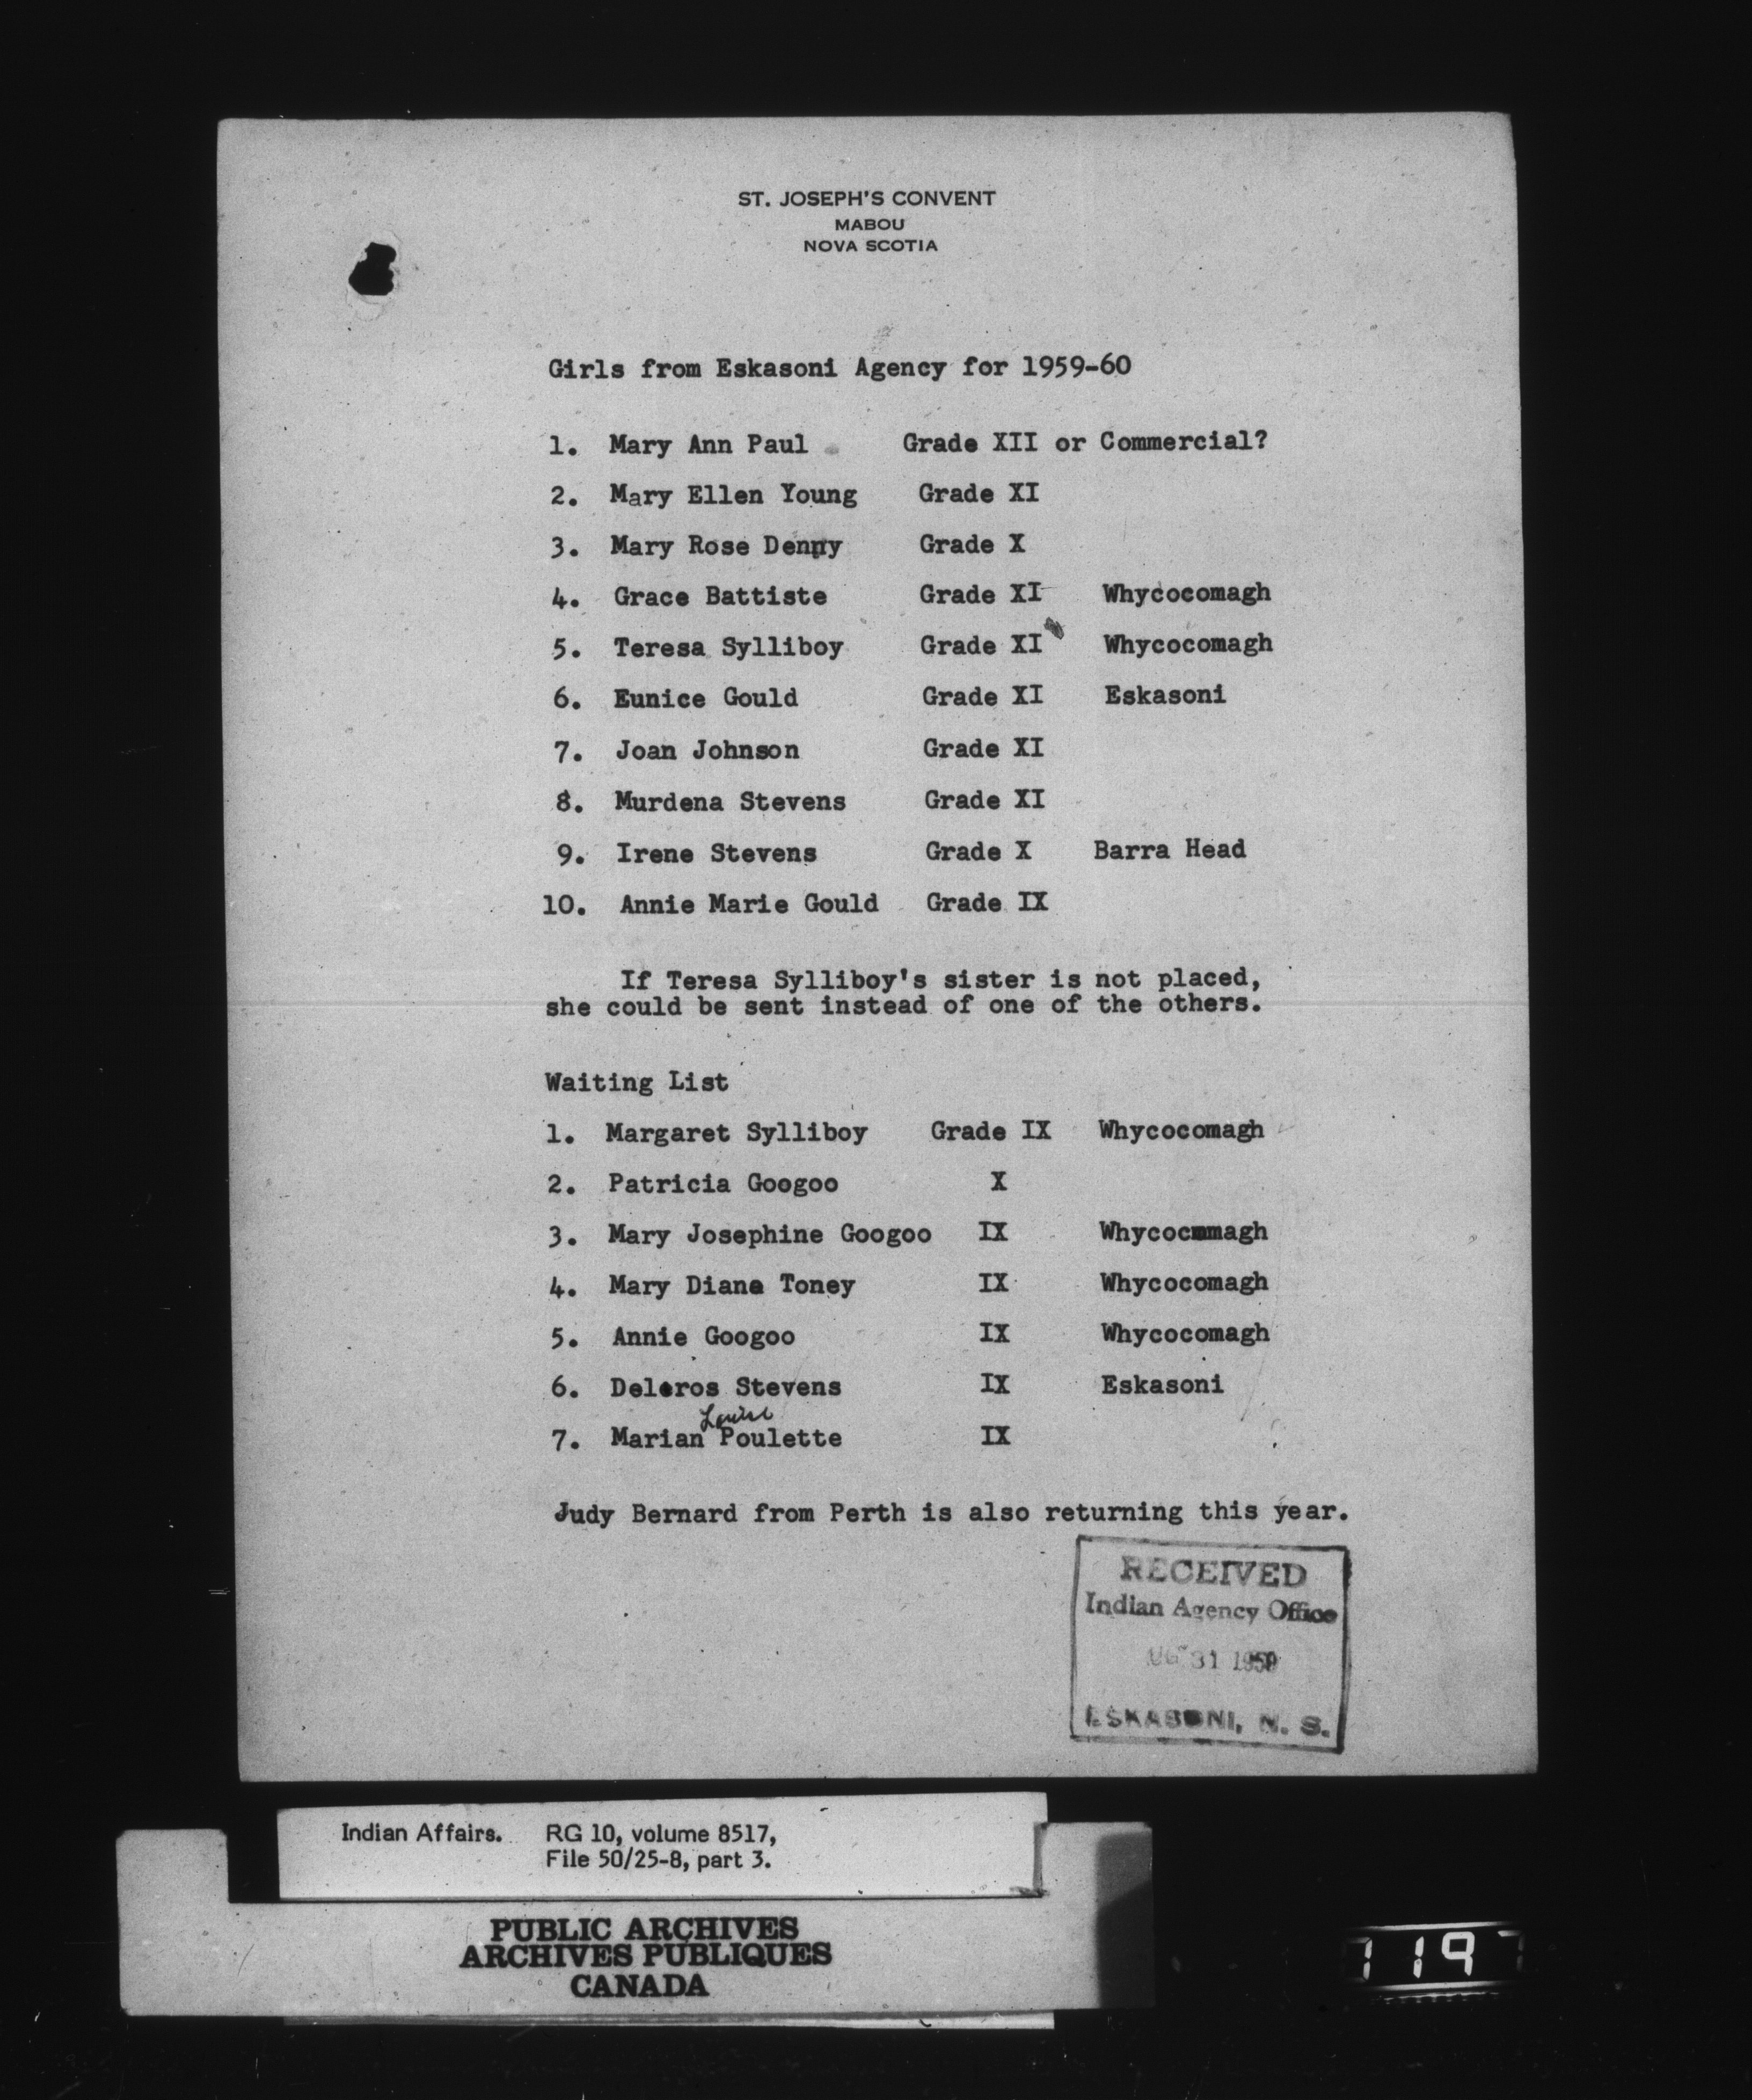 ST. JOSEPH'S CONVENT
MABOU
NOVA SCOTIA
Girls from Eskasoni Agency for 1959-60
1. Mary Ann Paul Grade XII or Commercial?
2. Mary Ellen Young Grade XI
3. Mary Rose Denny Grade X
4. Grace Battiste Grade XI Whycocomagh
5. Teresa Sylliboy Grade XI Whycocomagh
6. Eunice Gould Grade XI Eskasoni
7. Joan Johnson Grade XI
8. Murdena Stevens Grade XI
9. Irene Stevens Grade X Barra Head
10. Annie Marie Gould Grade IX
If Teresa Sylliboy's sister is not placed,
she could be sent instead of one of the others.
Waiting List
1. Margaret Sylliboy Grade IX Whycocomagh
2. Patricia Googoo X
3. Mary Josephine Googoo IX Whycocmmagh
4. Mary Diane Toney IX Whycocomagh
5. Annie Googoo IX Whycocomagh
6. Deloros Stevens IX Eskasoni
Louise
7. Marian Poulette IX
Judy Bernard from Perth is also returning this year.
RECEIVED
Indian Agency Office
31 1959
ESKASONI, N. S.
Indian Affairs. RG 10, volume 8517,
File 50/25-8, part 3.
PUBLIC ARCHIVES
ARCHIVES PUBLIQUES
CANADA
1197